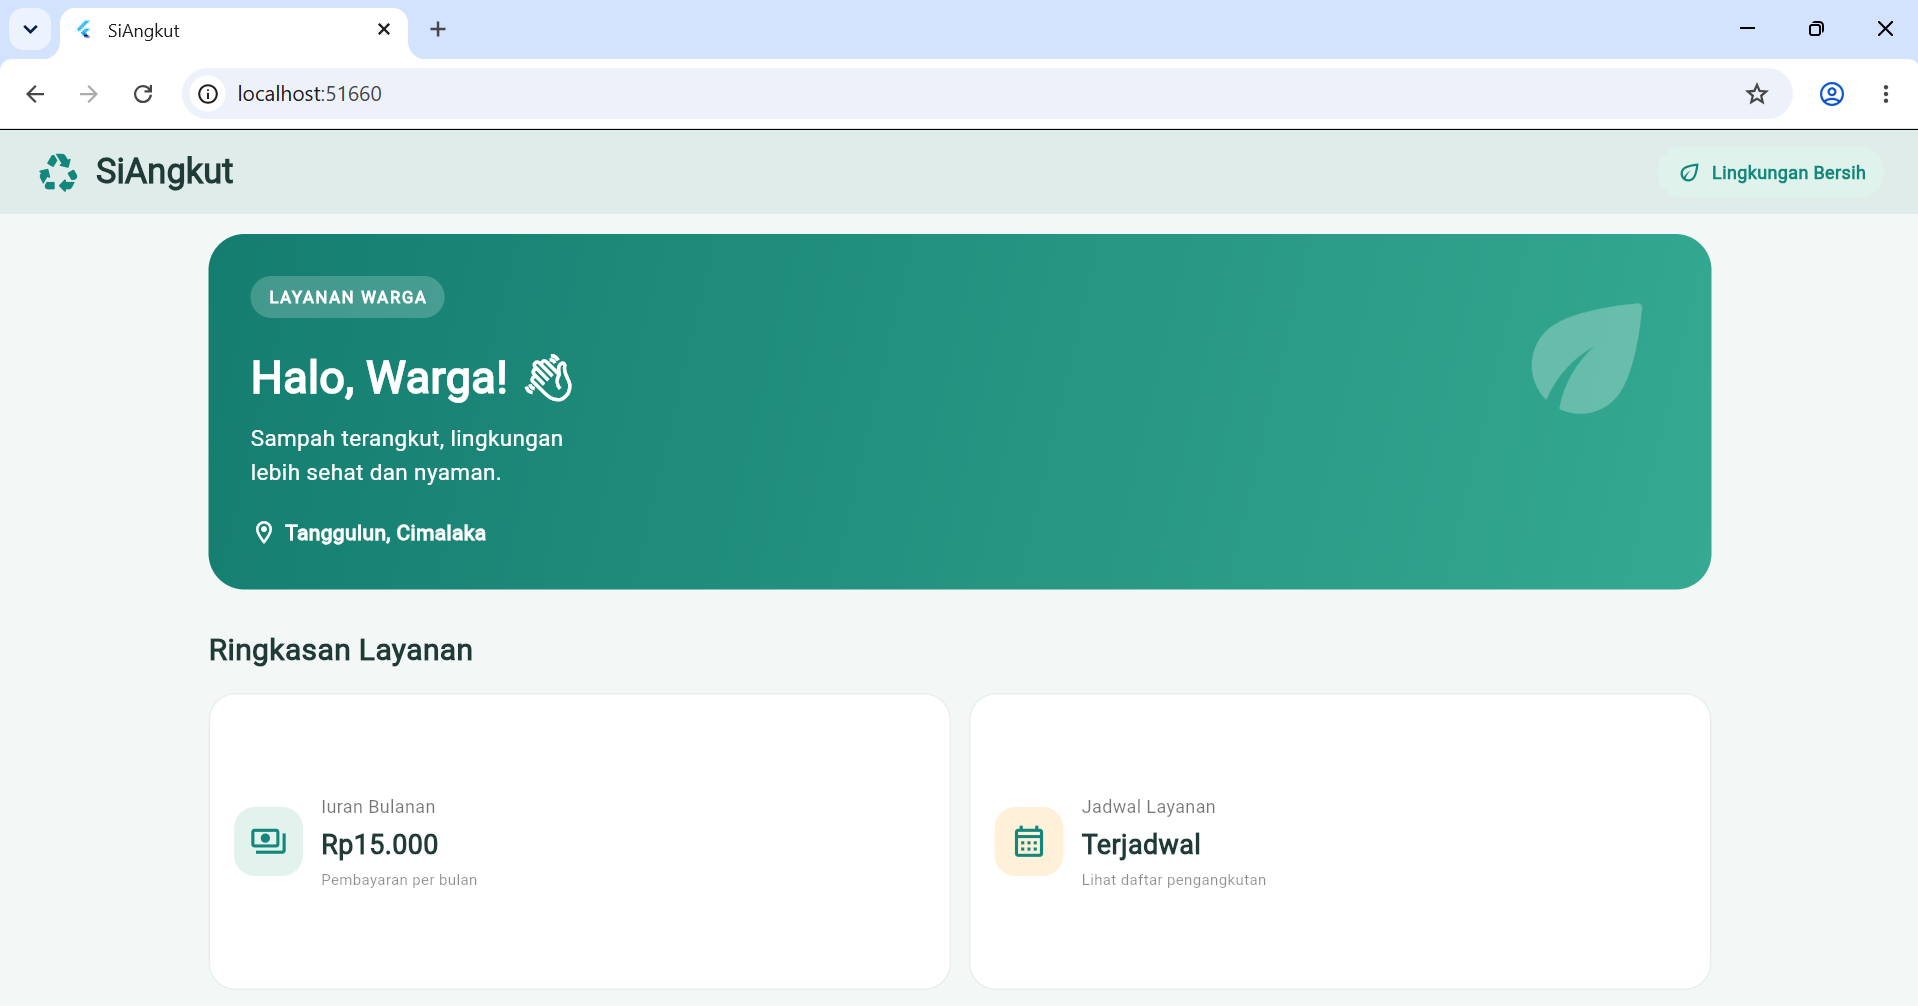 SiAngkut
localhost:51660
SiAngkut
Lingkungan Bersih
LAYANAN WARGA
Halo, Warga! 👋
Sampah terangkut, lingkungan
lebih sehat dan nyaman.
Tanggulun, Cimalaka
Ringkasan Layanan
Iuran Bulanan
Rp15.000
Pembayaran per bulan
Jadwal Layanan
Terjadwal
Lihat daftar pengangkutan